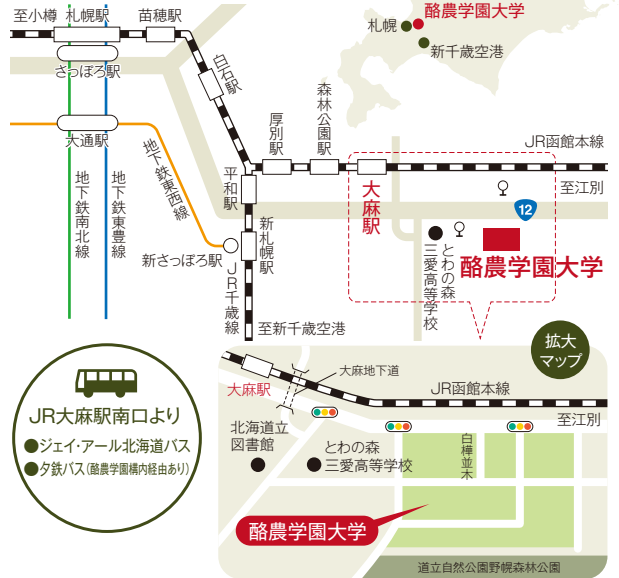 至小樽
札幌駅
苗穂駅
さっぽろ駅
白石駅
大通駅
地下鉄東西線
地下鉄南北線
地下鉄東豊線
新さっぽろ駅
平和駅
新札幌駅
JR千歳線
至新千歳空港
厚別駅
森林公園駅
大麻駅
JR函館本線
至江別
12
とわの森
三愛高等学校
酪農学園大学
酪農学園大学
札幌
新千歳空港
拡大
マップ
JR大麻駅南口より
●ジェイ・アール北海道バス
●夕鉄バス(酪農学園構内経由あり)
大麻駅
大麻地下道
JR函館本線
至江別
北海道立
図書館
とわの森
三愛高等学校
白樺並木
酪農学園大学
道立自然公園野幌森林公園